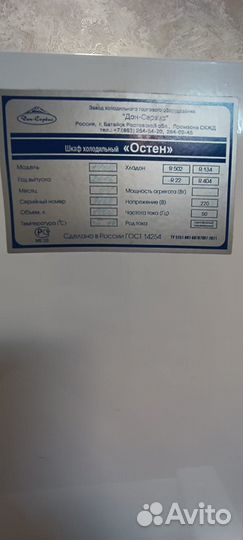 Дон-Сервис
Завод холодильного торгового оборудования
"Дон-Сервис"
Россия, г. Батайск Ростовской обл., Промзона СКЖД
Шкаф холодильный «Остен»
Модель
Хладон R 502 R 134
Год выпуска
R 22 R 404
Месяц
Мощность агрегата (Вт)
Серийный номер
Напряжение (В) 220
Объем, л
Частота тока (Гц) 50
Температура (°С)
Род тока
Сделано в России ГОСТ 14254
Avito